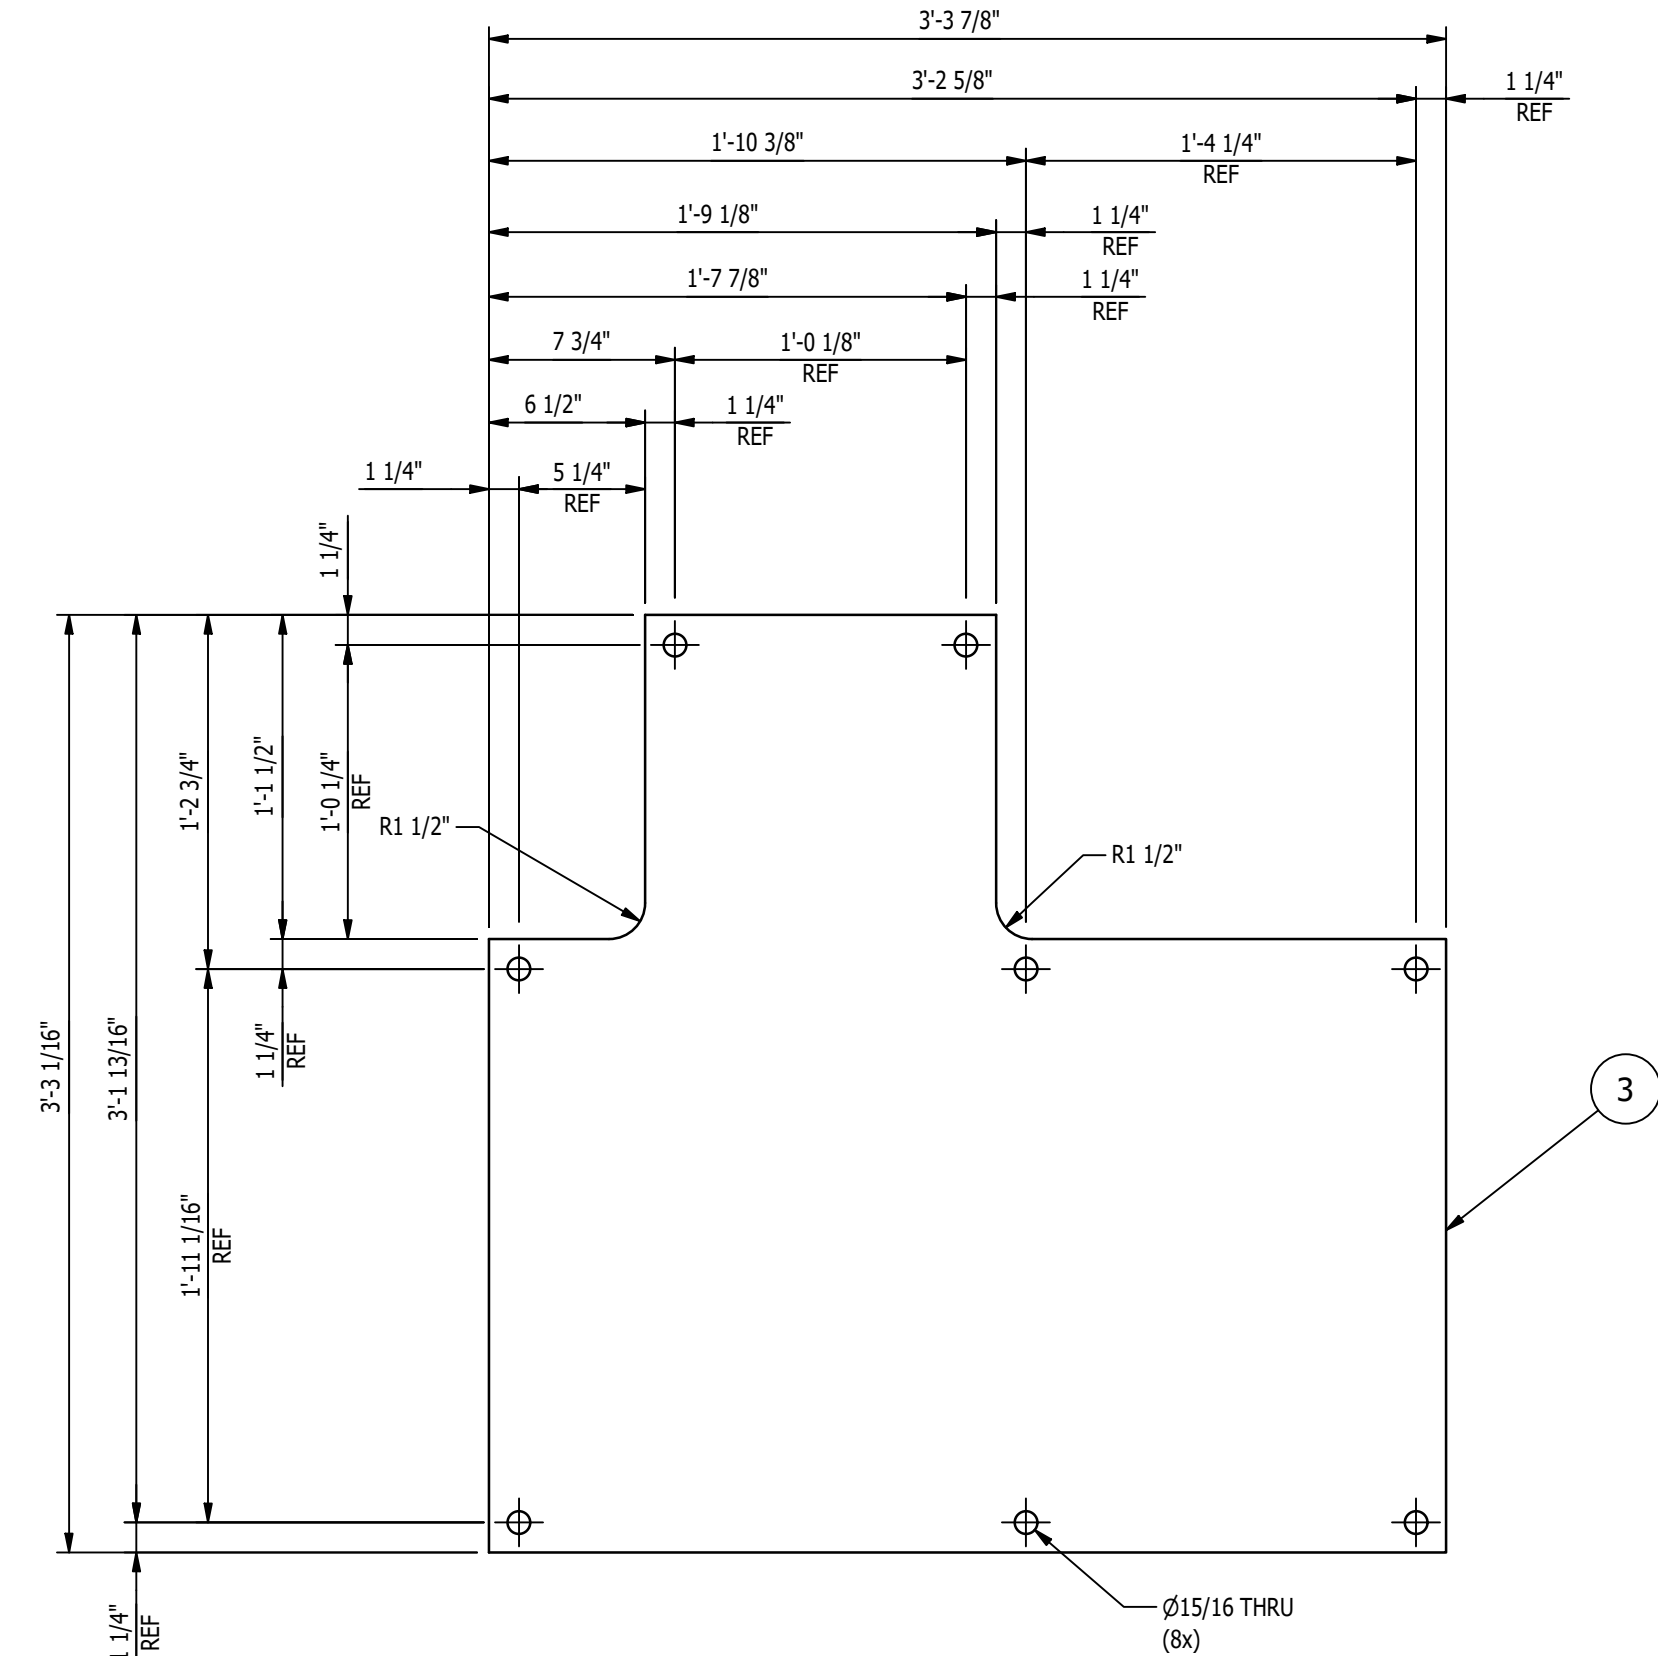 3'-3 7/8"
3'-2 5/8"
1 1/4"
REF
1'-10 3/8"
1'-4 1/4"
REF
1'-9 1/8"
1 1/4"
REF
1'-7 7/8"
1 1/4"
REF
7 3/4"
1'-0 1/8"
REF
6 1/2"
1 1/4"
REF
1 1/4"
5 1/4"
REF
1 1/4"
1'-2 3/4"
1'-1 1/2"
1'-0 1/4"
REF
R1 1/2"
R1 1/2"
3'-3 1/16"
3'-1 13/16"
1 1/4"
REF
3
1'-11 1/16"
REF
1 1/4"
REF
Ø15/16 THRU
(8x)